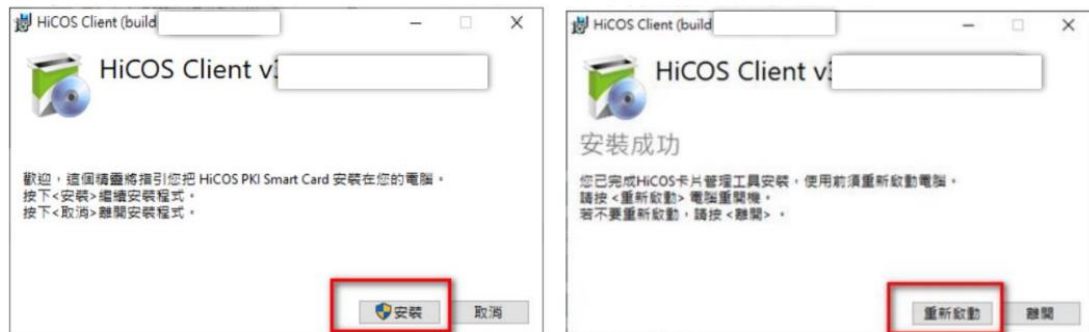 HiCOS Client (build
HiCOS Client v3
歡迎，這個精靈將指引您把 HiCOS PKI Smart Card 安裝在您的電腦。
按下<安裝>繼續安裝程式。
按下<取消>離開安裝程式。
安裝
取消
HiCOS Client (build
HiCOS Client v3
安裝成功
您已完成HiCOS卡片管理工具安裝，使用前須重新啟動電腦。
請按 <重新啟動> 電腦重開機。
若不要重新啟動，請按 <離開> 。
重新啟動
離開